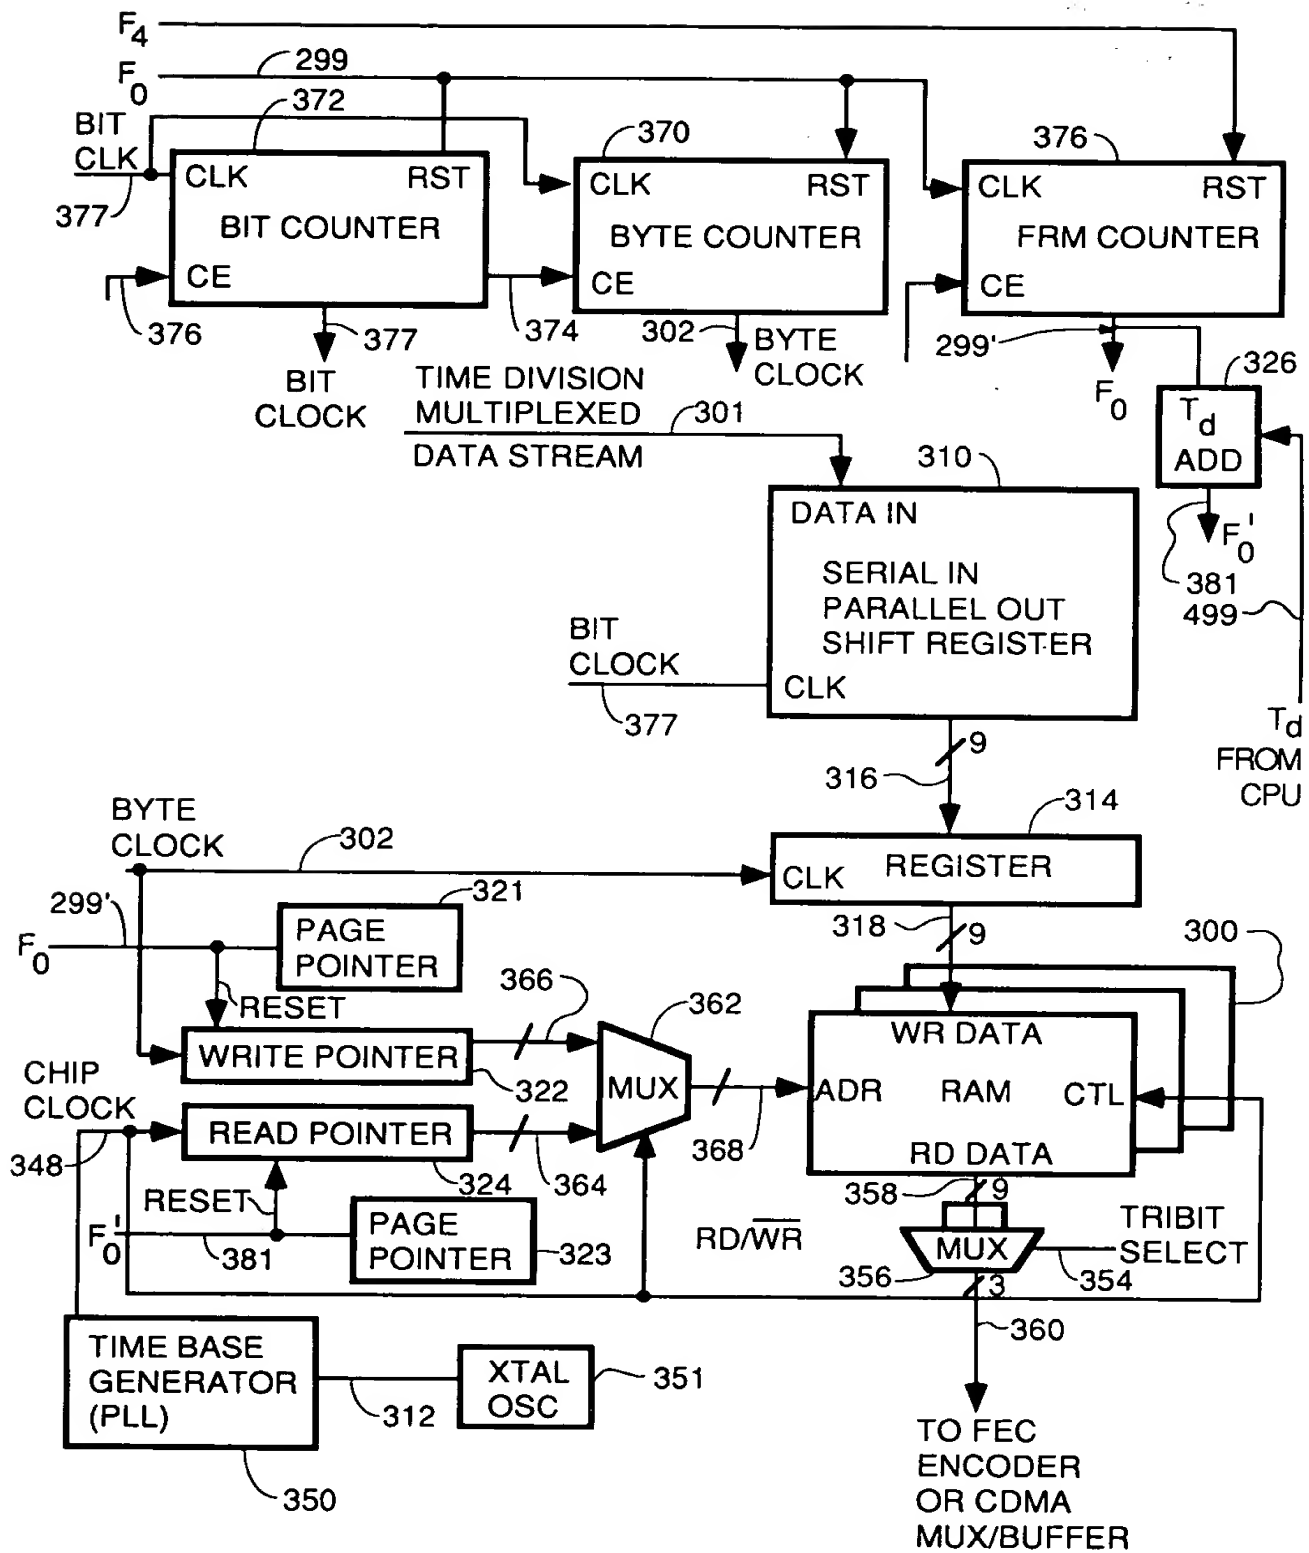 F4
F0
299
372
BIT
CLK
377
CLK
RST
BIT COUNTER
CE
376
377
374
BIT
CLOCK
370
CLK
RST
BYTE COUNTER
CE
302
BYTE
CLOCK
376
CLK
RST
FRM COUNTER
CE
299'
F0
326
Td
ADD
F0'
381
499
Td
FROM
CPU
TIME DIVISION
MULTIPLEXED
DATA STREAM
301
310
DATA IN
SERIAL IN
PARALLEL OUT
SHIFT REGISTER
BIT
CLOCK
377
CLK
9
316
314
BYTE
CLOCK
302
REGISTER
CLK
318
9
300
299'
F0
321
PAGE
POINTER
RESET
366
362
WRITE POINTER
322
MUX
CHIP
CLOCK
348
READ POINTER
324
364
368
WR DATA
ADR
RAM
CTL
RD DATA
358
9
RESET
F0'
381
PAGE
POINTER
323
RD/W̅R̅
MUX
356
TRIBIT
SELECT
354
3
360
TIME BASE
GENERATOR
(PLL)
312
XTAL
OSC
351
350
TO FEC
ENCODER
OR CDMA
MUX/BUFFER